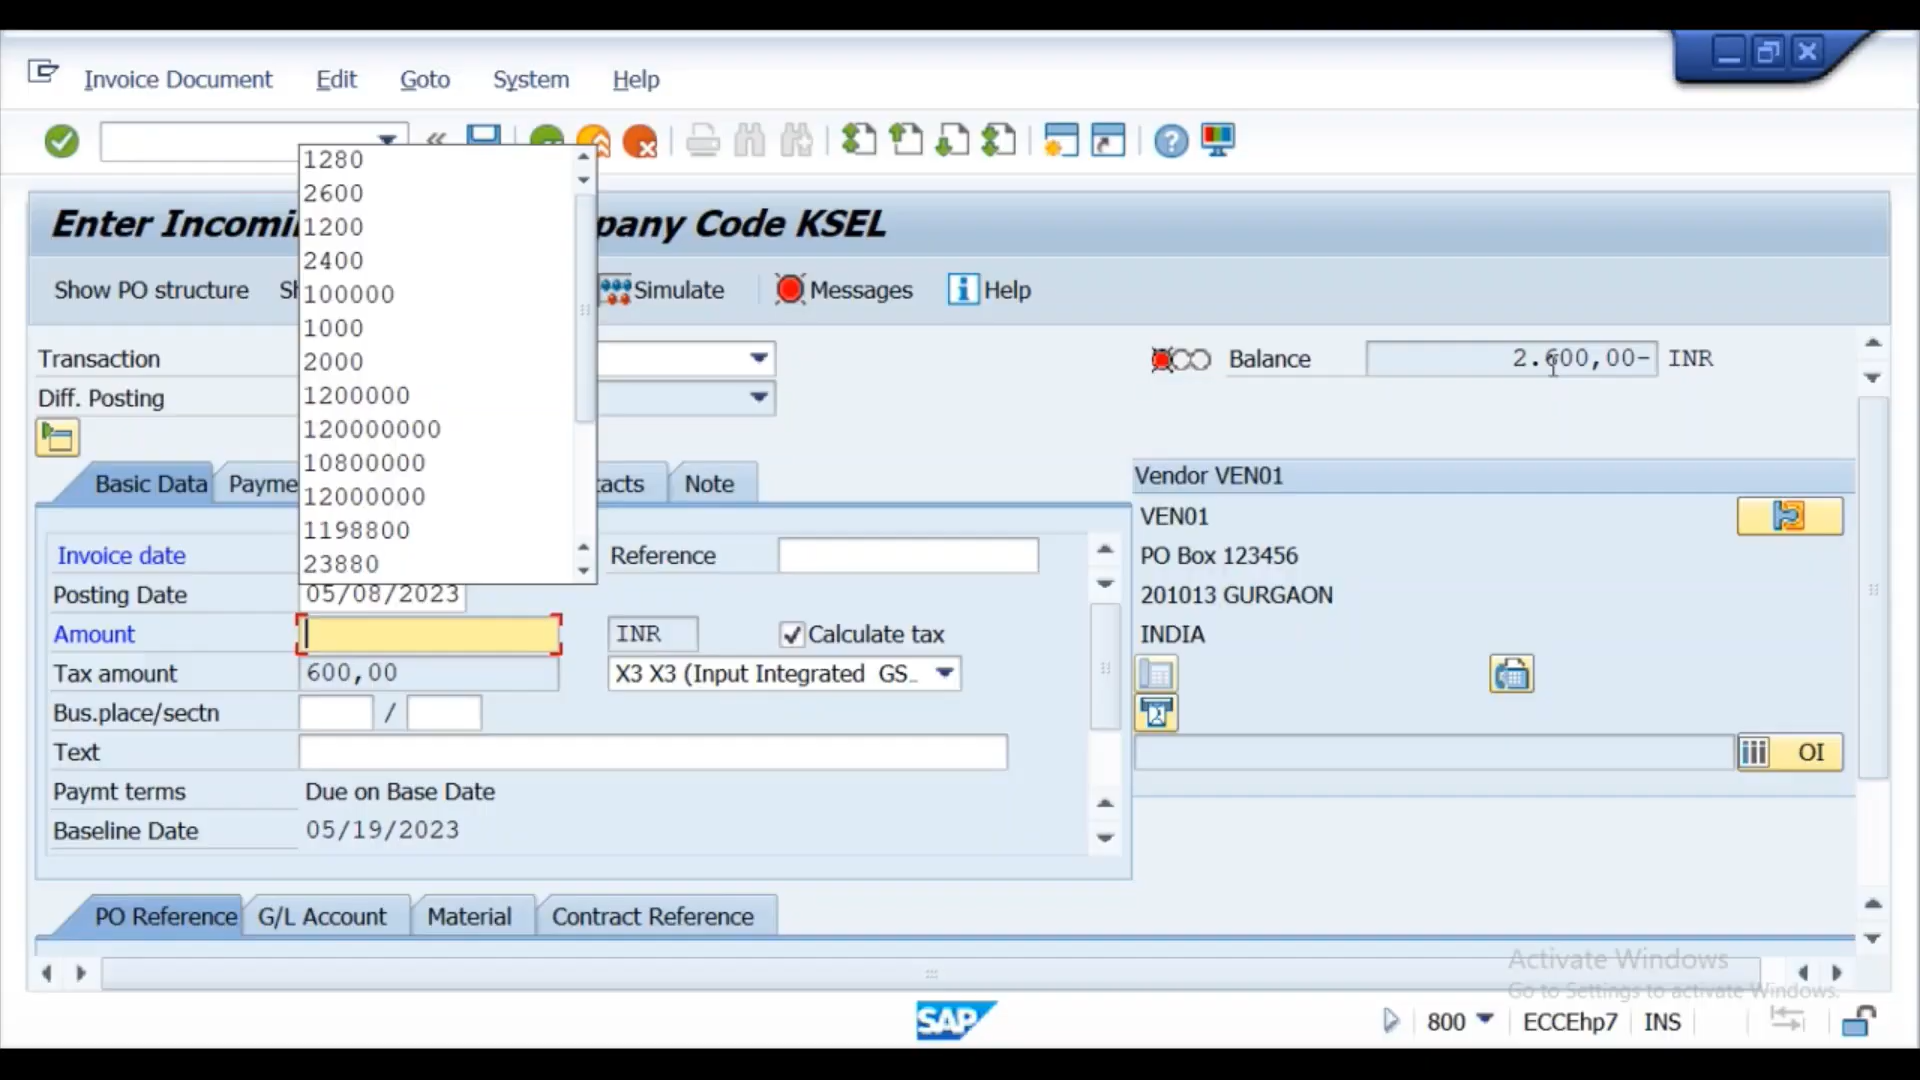 Invoice Document Edit Goto System Help
Enter Incomi pany Code KSEL
Show PO structure Sh Simulate Messages Help
1280
2600
1200
2400
100000
1000
2000
1200000
120000000
10800000
12000000
1198800
23880
Transaction
Balance 2.600,00- INR
Diff. Posting
Basic Data Payme tacts Note
Invoice date
Reference
Posting Date 05/08/2023
Amount INR Calculate tax
Tax amount 600,00 X3 X3 (Input Integrated GS..
Bus.place/sectn /
Text
Paymt terms Due on Base Date
Baseline Date 05/19/2023
Vendor VEN01
VEN01
PO Box 123456
201013 GURGAON
INDIA
OI
PO Reference G/L Account Material Contract Reference
Activate Windows
Go to Settings to activate Windows.
SAP
800 ECCEhp7 INS